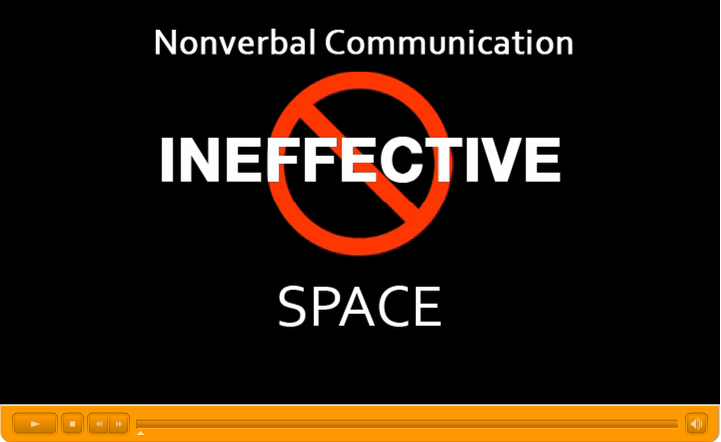 Nonverbal Communication
INEFFECTIVE
SPACE